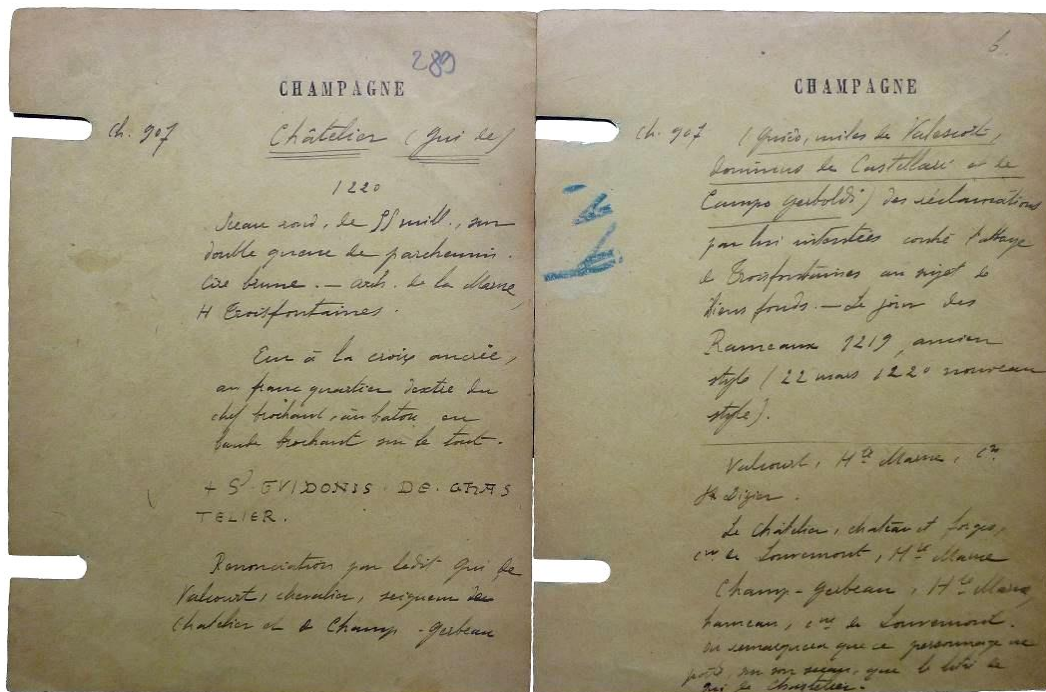 289
CHAMPAGNE
Ch. 907
Châtelier (Gui de)
1220
Sceau rond, de 55 mill., sur
double queue de parchemin.
Cire brune. — arch. de la Marne,
H Troisfontaines.
Ecu à la croix ancrée,
au franc quartier dextre du
chef brochant, au baton en
bande brochant sur le tout.
+ S' GVIDONIS · DE · CHAS
TELIER.
Renonciation par ledit Gui de
Valcourt, chevalier, seigneur de
Chatelier et de Champ-Gerbeau
6
CHAMPAGNE
Ch. 907
(Guido, miles de
dominus de Castellari et de
Campo Gerboldi) des réclamations
par lui intentées contre l'abbaye
de Troisfontaines au sujet de
biens fonds. — Le jour des
Rameaux 1219, ancien
style (22 mars 1220 nouveau
style).
Valcourt, Hte Marne, con
St Dizier.
Le Châtelier, château et forges,
cne de Louvemont, Hte Marne
Champ-Gerbeau, Hte Marne,
hameau, cne de Louvemont.
on remarquera que ce personnage ne
porte, sur son sceau, que le titre de
Gui de Chastelier.